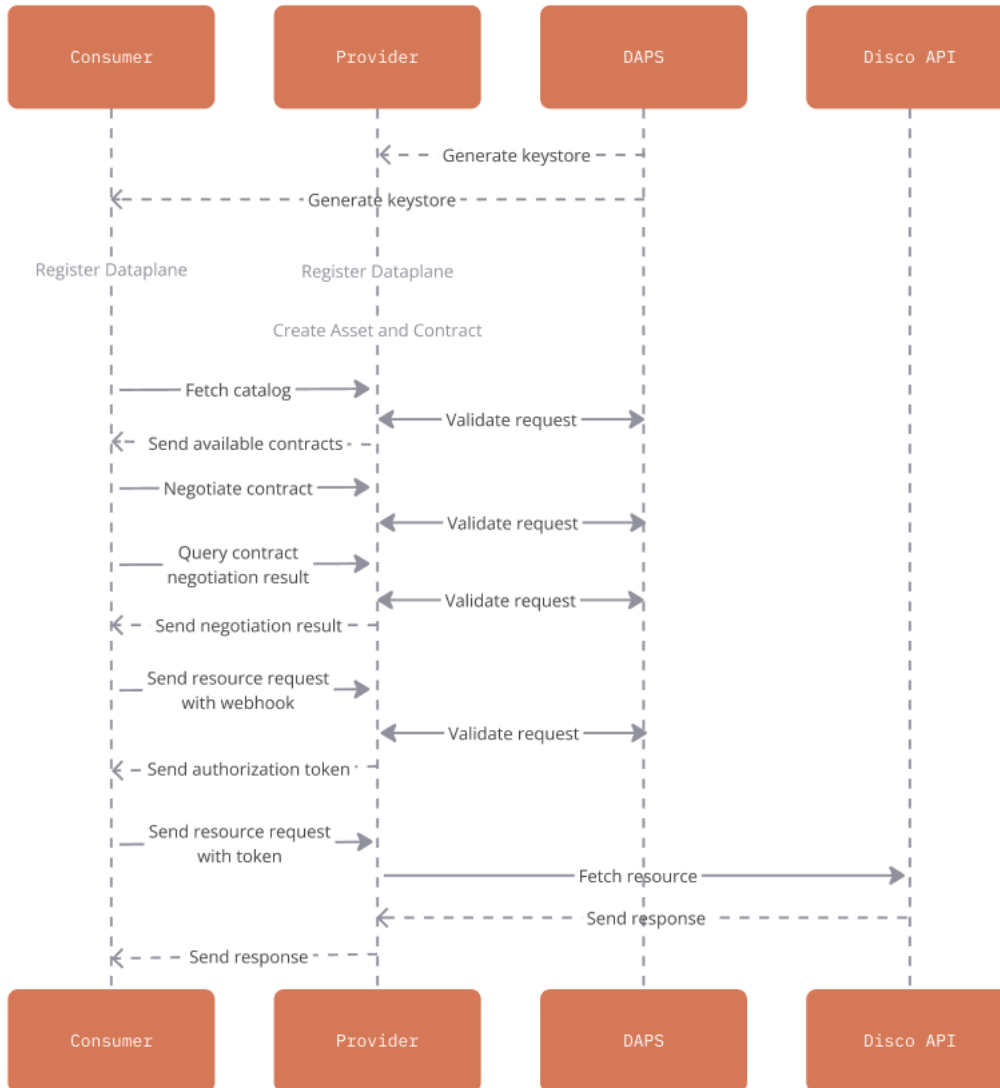 Consumer
Provider
DAPS
Disco API
Generate keystore
Generate keystore
Register Dataplane
Register Dataplane
Create Asset and Contract
Fetch catalog
Validate request
Send available contracts
Negotiate contract
Validate request
Query contract
negotiation result
Validate request
Send negotiation result
Send resource request
with webhook
Validate request
Send authorization token
Send resource request
with token
Fetch resource
Send response
Send response
Consumer
Provider
DAPS
Disco API